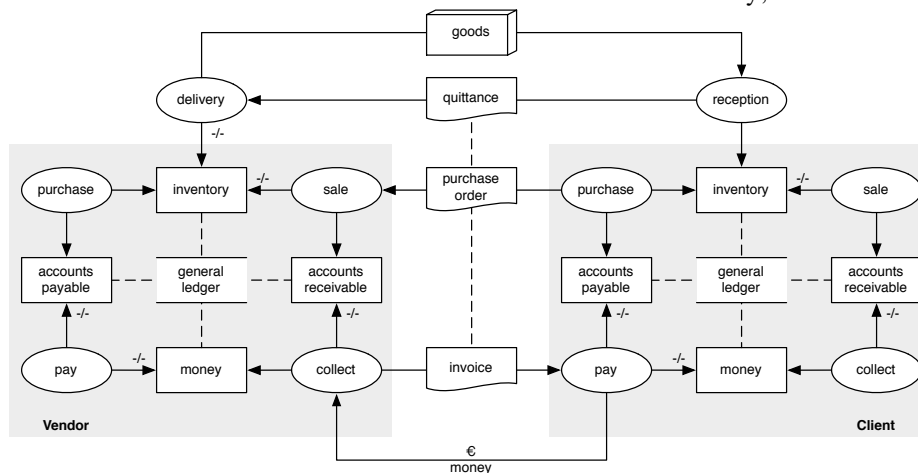 y,
goods
delivery
quittance
reception
-/-
purchase
inventory
-/-
sale
purchase
order
purchase
inventory
-/-
sale
accounts
payable
general
ledger
accounts
receivable
accounts
payable
general
ledger
accounts
receivable
-/-
-/-
-/-
-/-
pay
-/-
money
collect
invoice
pay
-/-
money
collect
Vendor
Client
€
money